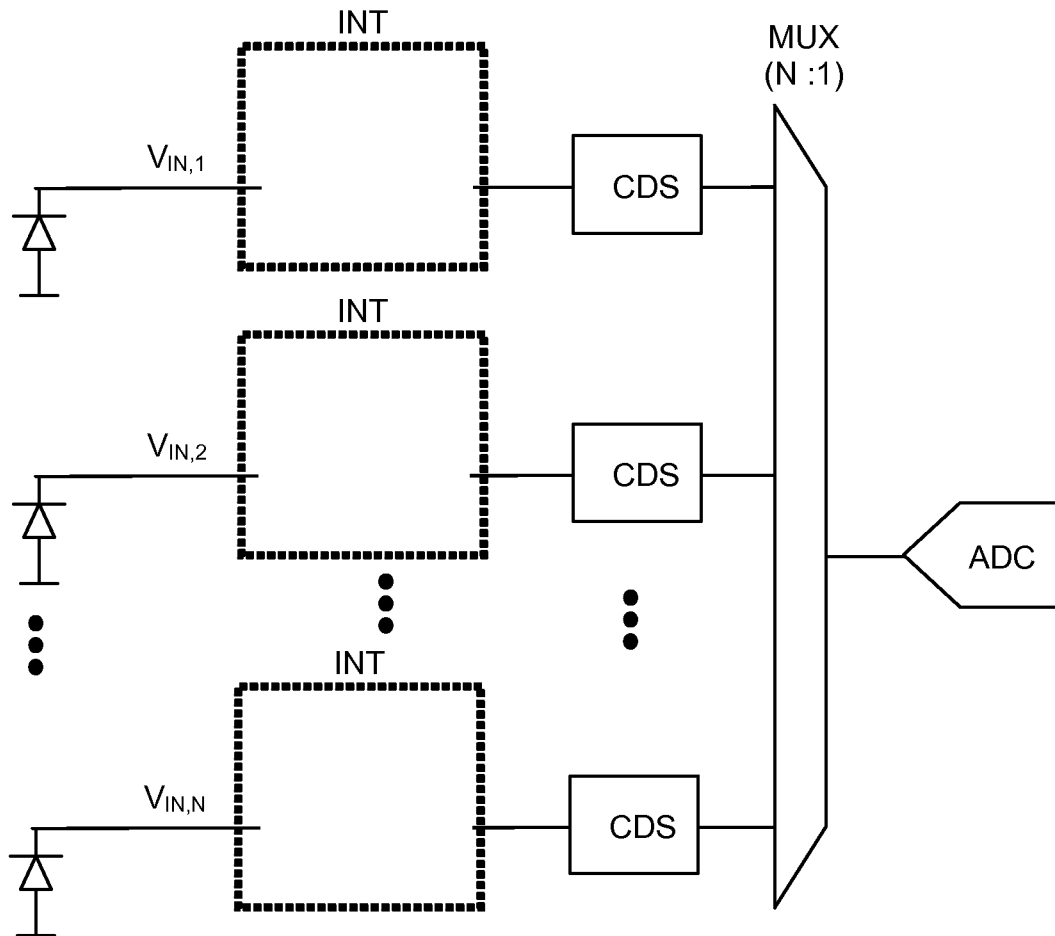 INT
MUX
(N :1)
V_IN,1
CDS
INT
V_IN,2
CDS
ADC
INT
V_IN,N
CDS